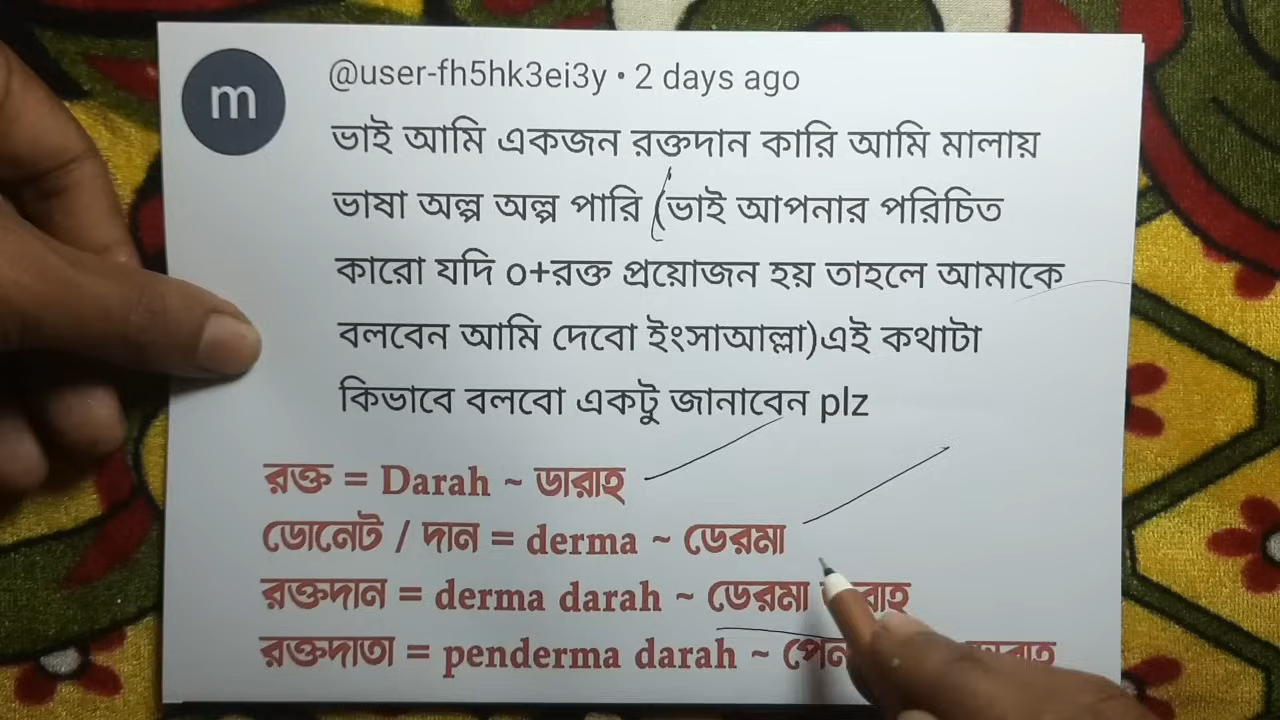 m
@user-fh5hk3ei3y • 2 days ago
ভাই আমি একজন রক্তদান কারি আমি মালায়
ভাষা অল্প অল্প পারি (ভাই আপনার পরিচিত
কারো যদি o+রক্ত প্রয়োজন হয় তাহলে আমাকে
বলবেন আমি দেবো ইংসাআল্লা)এই কথাটা
কিভাবে বলবো একটু জানাবেন plz
রক্ত = Darah ~ ডারাহ
ডোনেট / দান = derma ~ ডেরমা
রক্তদান = derma darah ~ ডেরমা
রক্তদাতা = penderma darah ~